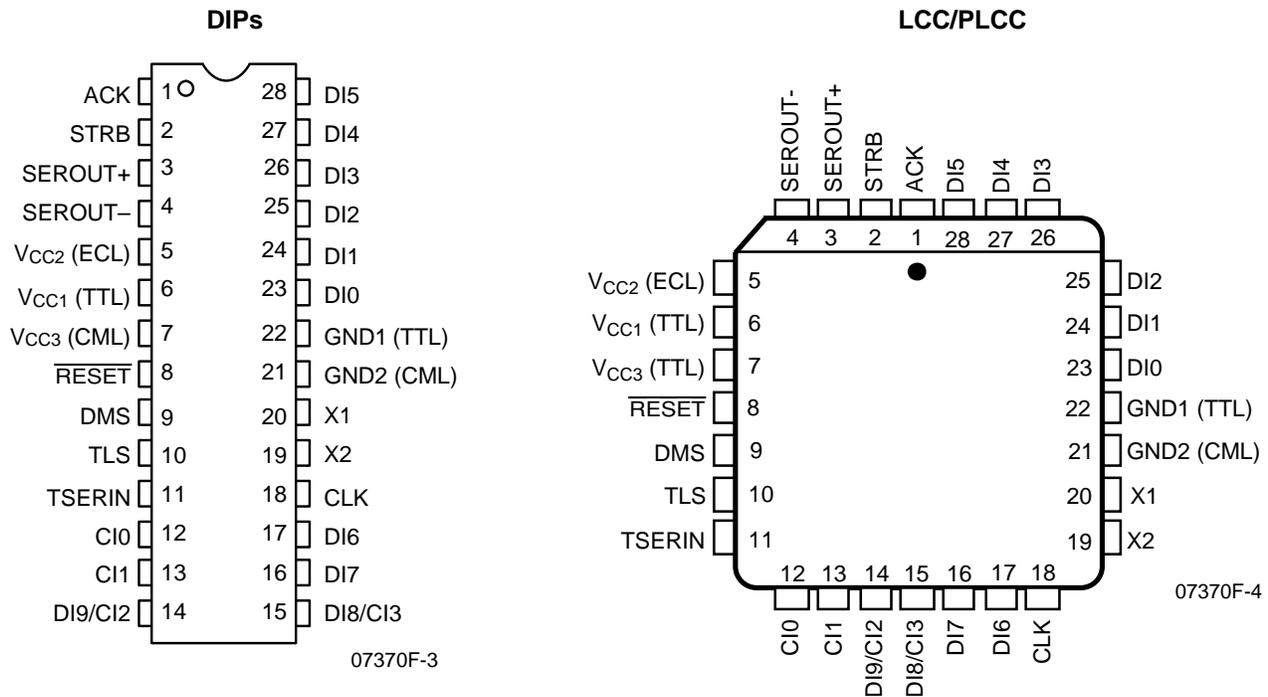 DIPs
ACK 1 28 DI5
STRB 2 27 DI4
SEROUT+ 3 26 DI3
SEROUT– 4 25 DI2
VCC2 (ECL) 5 24 DI1
VCC1 (TTL) 6 23 DI0
VCC3 (CML) 7 22 GND1 (TTL)
RESET 8 21 GND2 (CML)
DMS 9 20 X1
TLS 10 19 X2
TSERIN 11 18 CLK
CI0 12 17 DI6
CI1 13 16 DI7
DI9/CI2 14 15 DI8/CI3
07370F-3
LCC/PLCC
SEROUT- SEROUT+ STRB ACK DI5 DI4 DI3
4 3 2 1 28 27 26
VCC2 (ECL) 5 25 DI2
VCC1 (TTL) 6 24 DI1
VCC3 (TTL) 7 23 DI0
RESET 8 22 GND1 (TTL)
DMS 9 21 GND2 (CML)
TLS 10 20 X1
TSERIN 11 19 X2
12 13 14 15 16 17 18
CI0 CI1 DI9/CI2 DI8/CI3 DI7 DI6 CLK
07370F-4